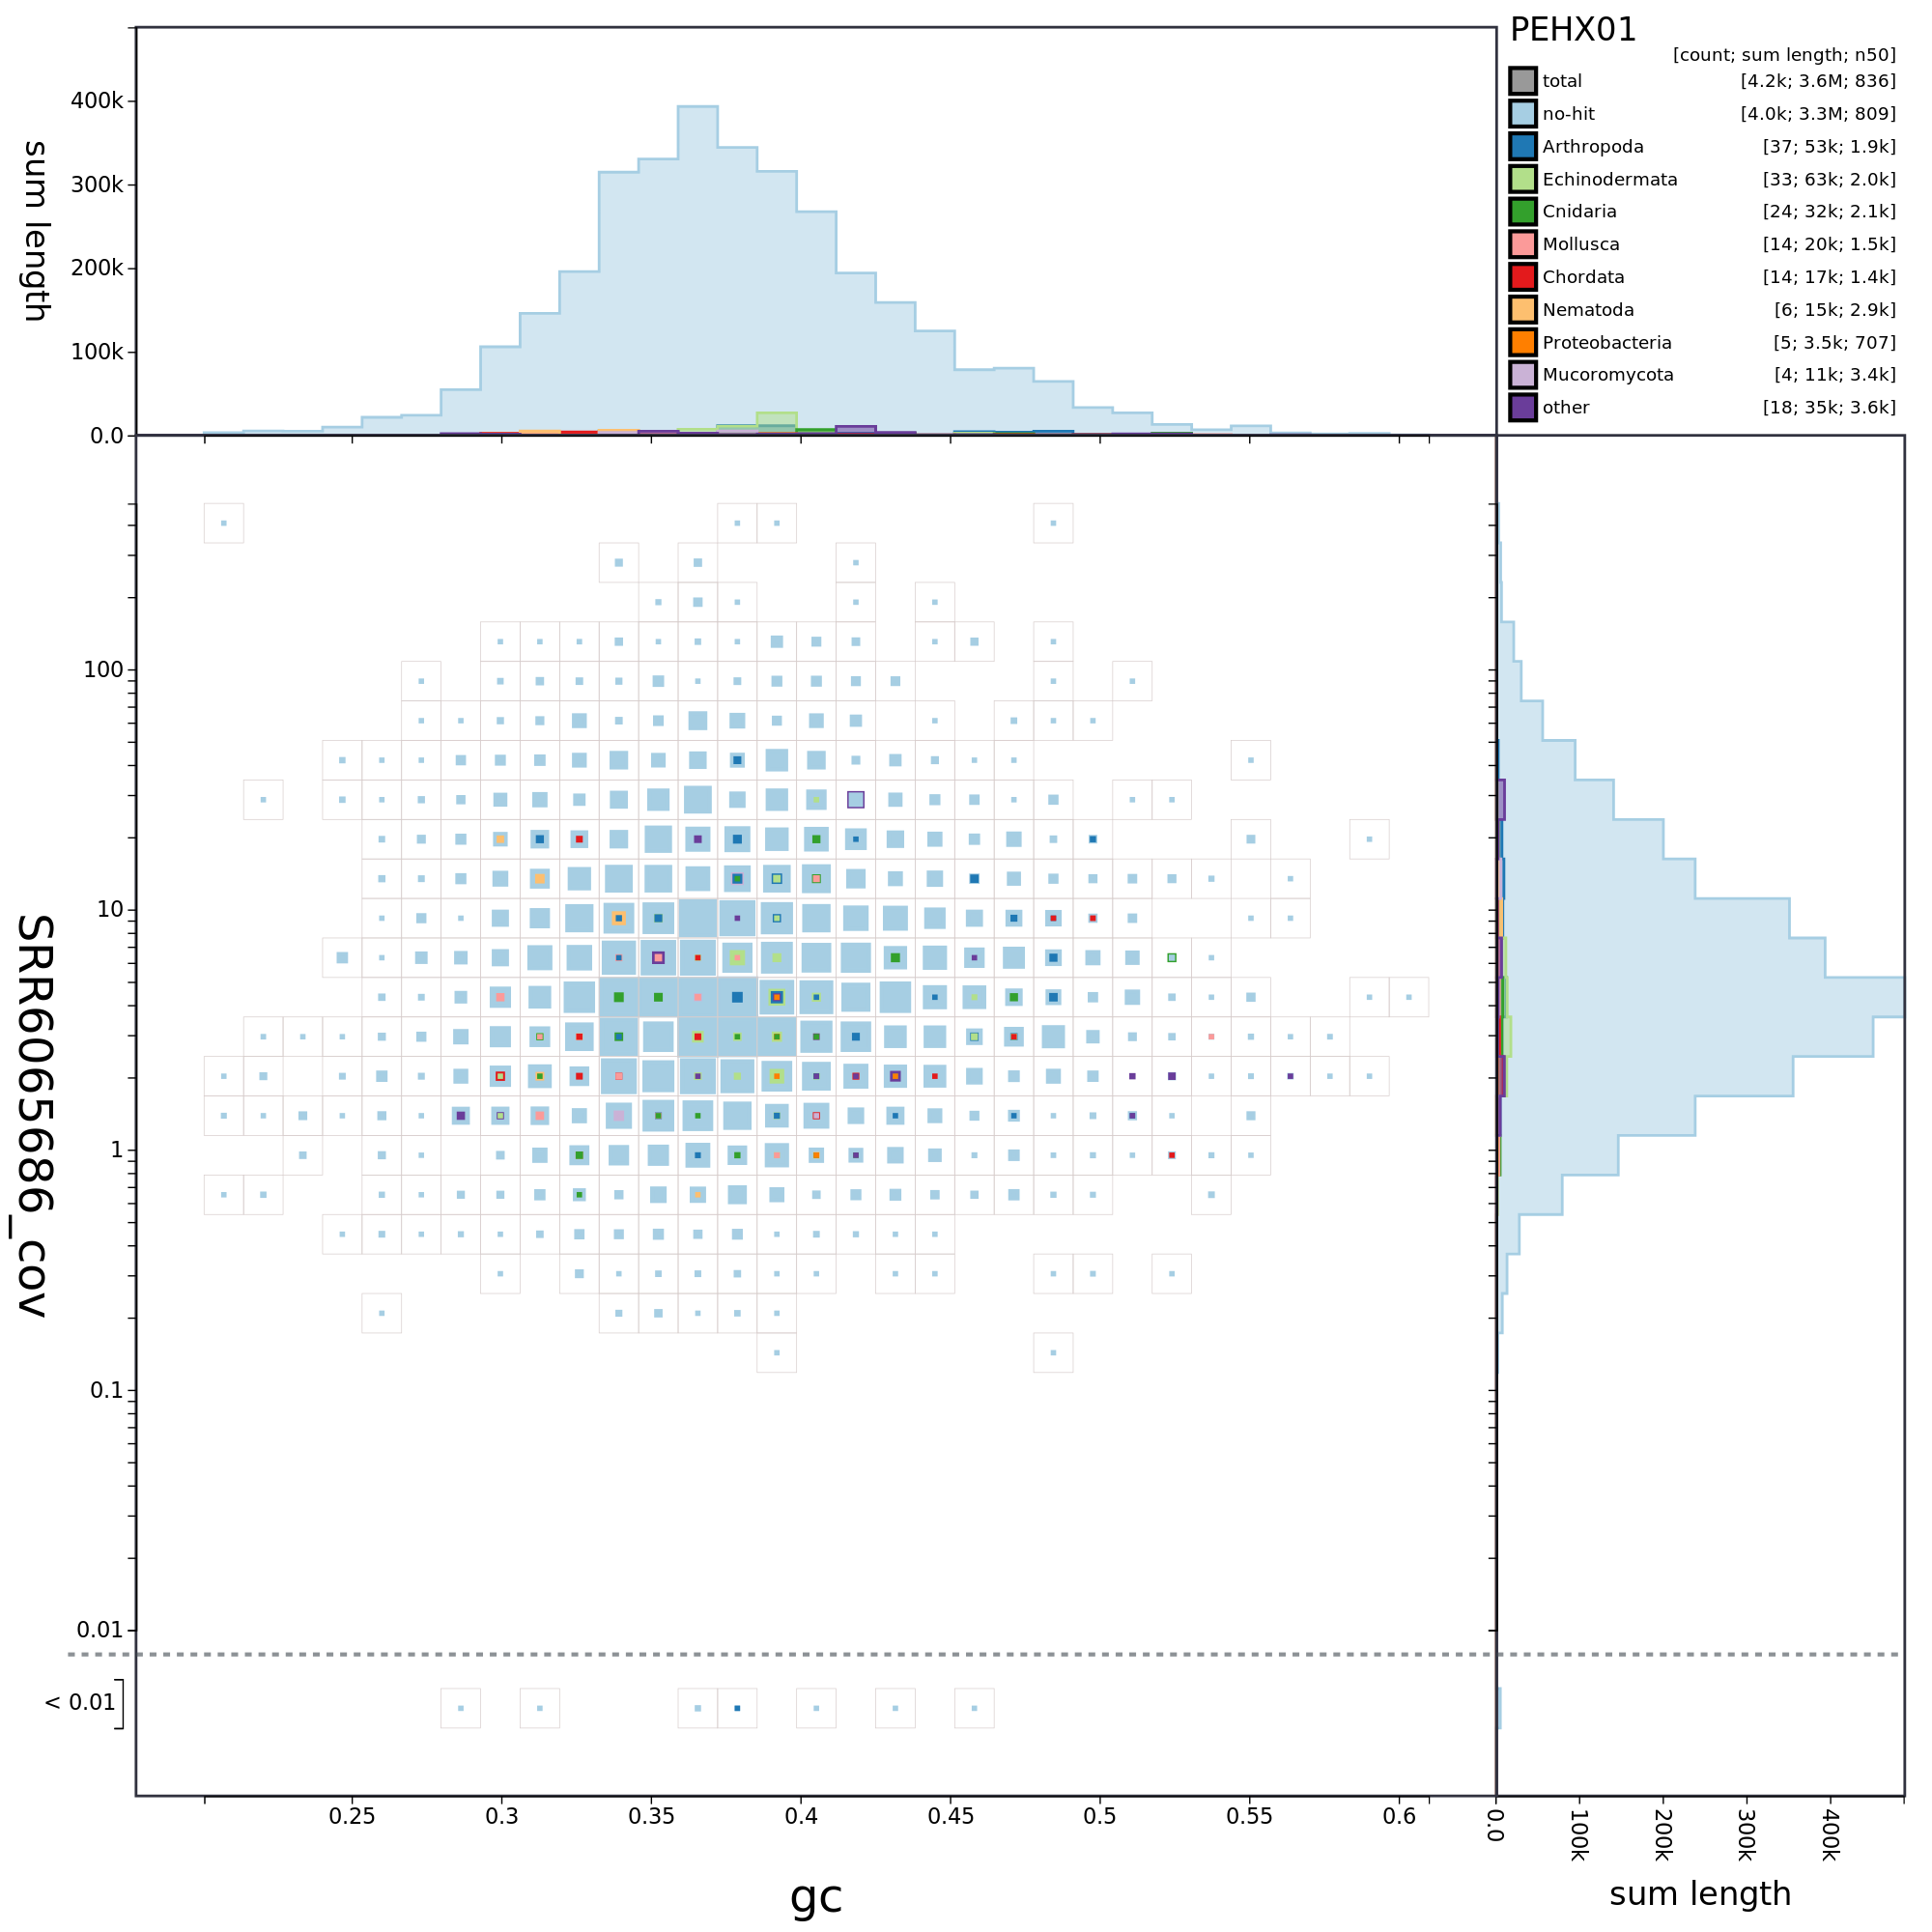 PEHX01
[count; sum length; n50]
total [4.2k; 3.6M; 836]
no-hit [4.0k; 3.3M; 809]
Arthropoda [37; 53k; 1.9k]
Echinodermata [33; 63k; 2.0k]
Cnidaria [24; 32k; 2.1k]
Mollusca [14; 20k; 1.5k]
Chordata [14; 17k; 1.4k]
Nematoda [6; 15k; 2.9k]
Proteobacteria [5; 3.5k; 707]
Mucoromycota [4; 11k; 3.4k]
other [18; 35k; 3.6k]
sum length
400k
300k
200k
100k
0.0
SRR6065686_cov
100
10
1
0.1
0.01
< 0.01
0.25 0.3 0.35 0.4 0.45 0.5 0.55 0.6
gc
0.0 100k 200k 300k 400k
sum length